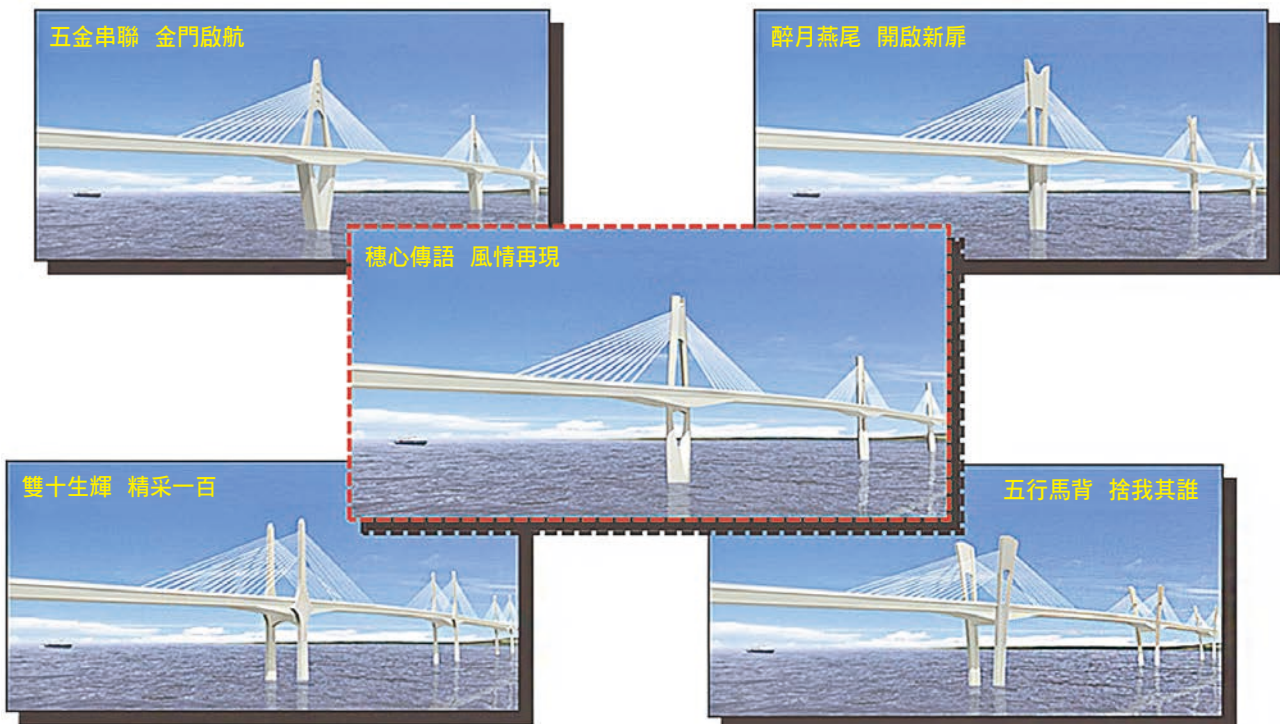 五金串聯 金門啟航
醉月燕尾 開啟新扉
穗心傳語 風情再現
雙十生輝 精采一百
五行馬背 捨我其誰